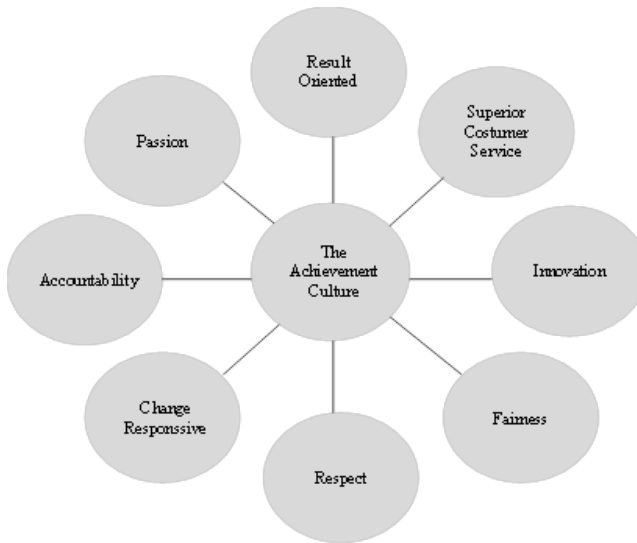 Result
Oriented
Superior
Costumer
Service
Passion
The
Achievement
Culture
Innovation
Accountability
Change
Responssive
Fairness
Respect